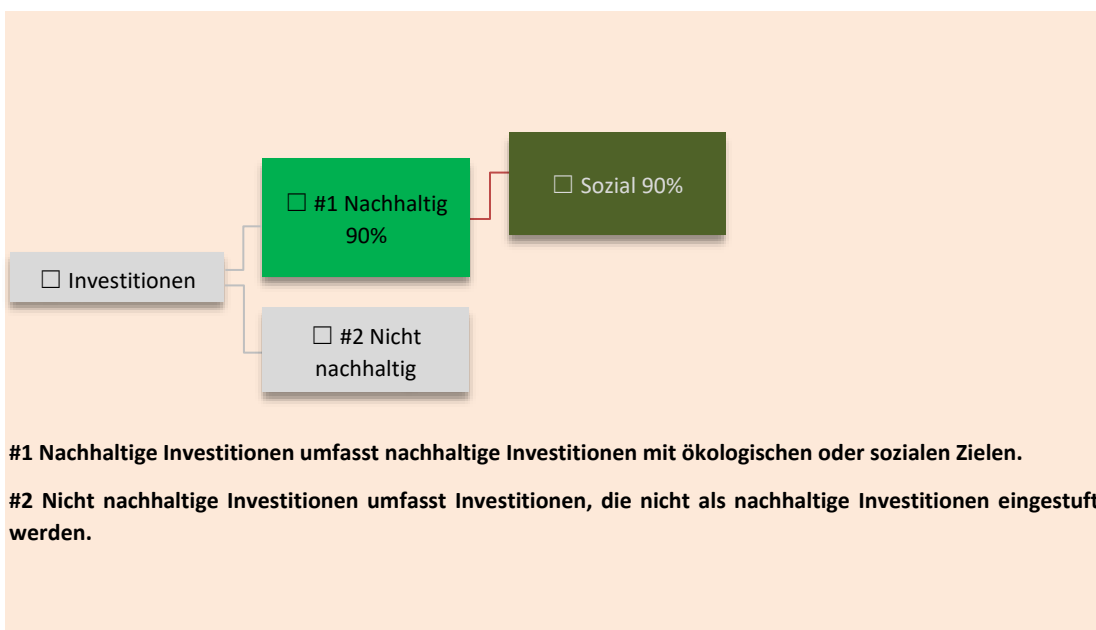 ☐ Sozial 90%
☐ #1 Nachhaltig
90%
☐ Investitionen
☐ #2 Nicht
nachhaltig
#1 Nachhaltige Investitionen umfasst nachhaltige Investitionen mit ökologischen oder sozialen Zielen.
#2 Nicht nachhaltige Investitionen umfasst Investitionen, die nicht als nachhaltige Investitionen eingestuft
werden.